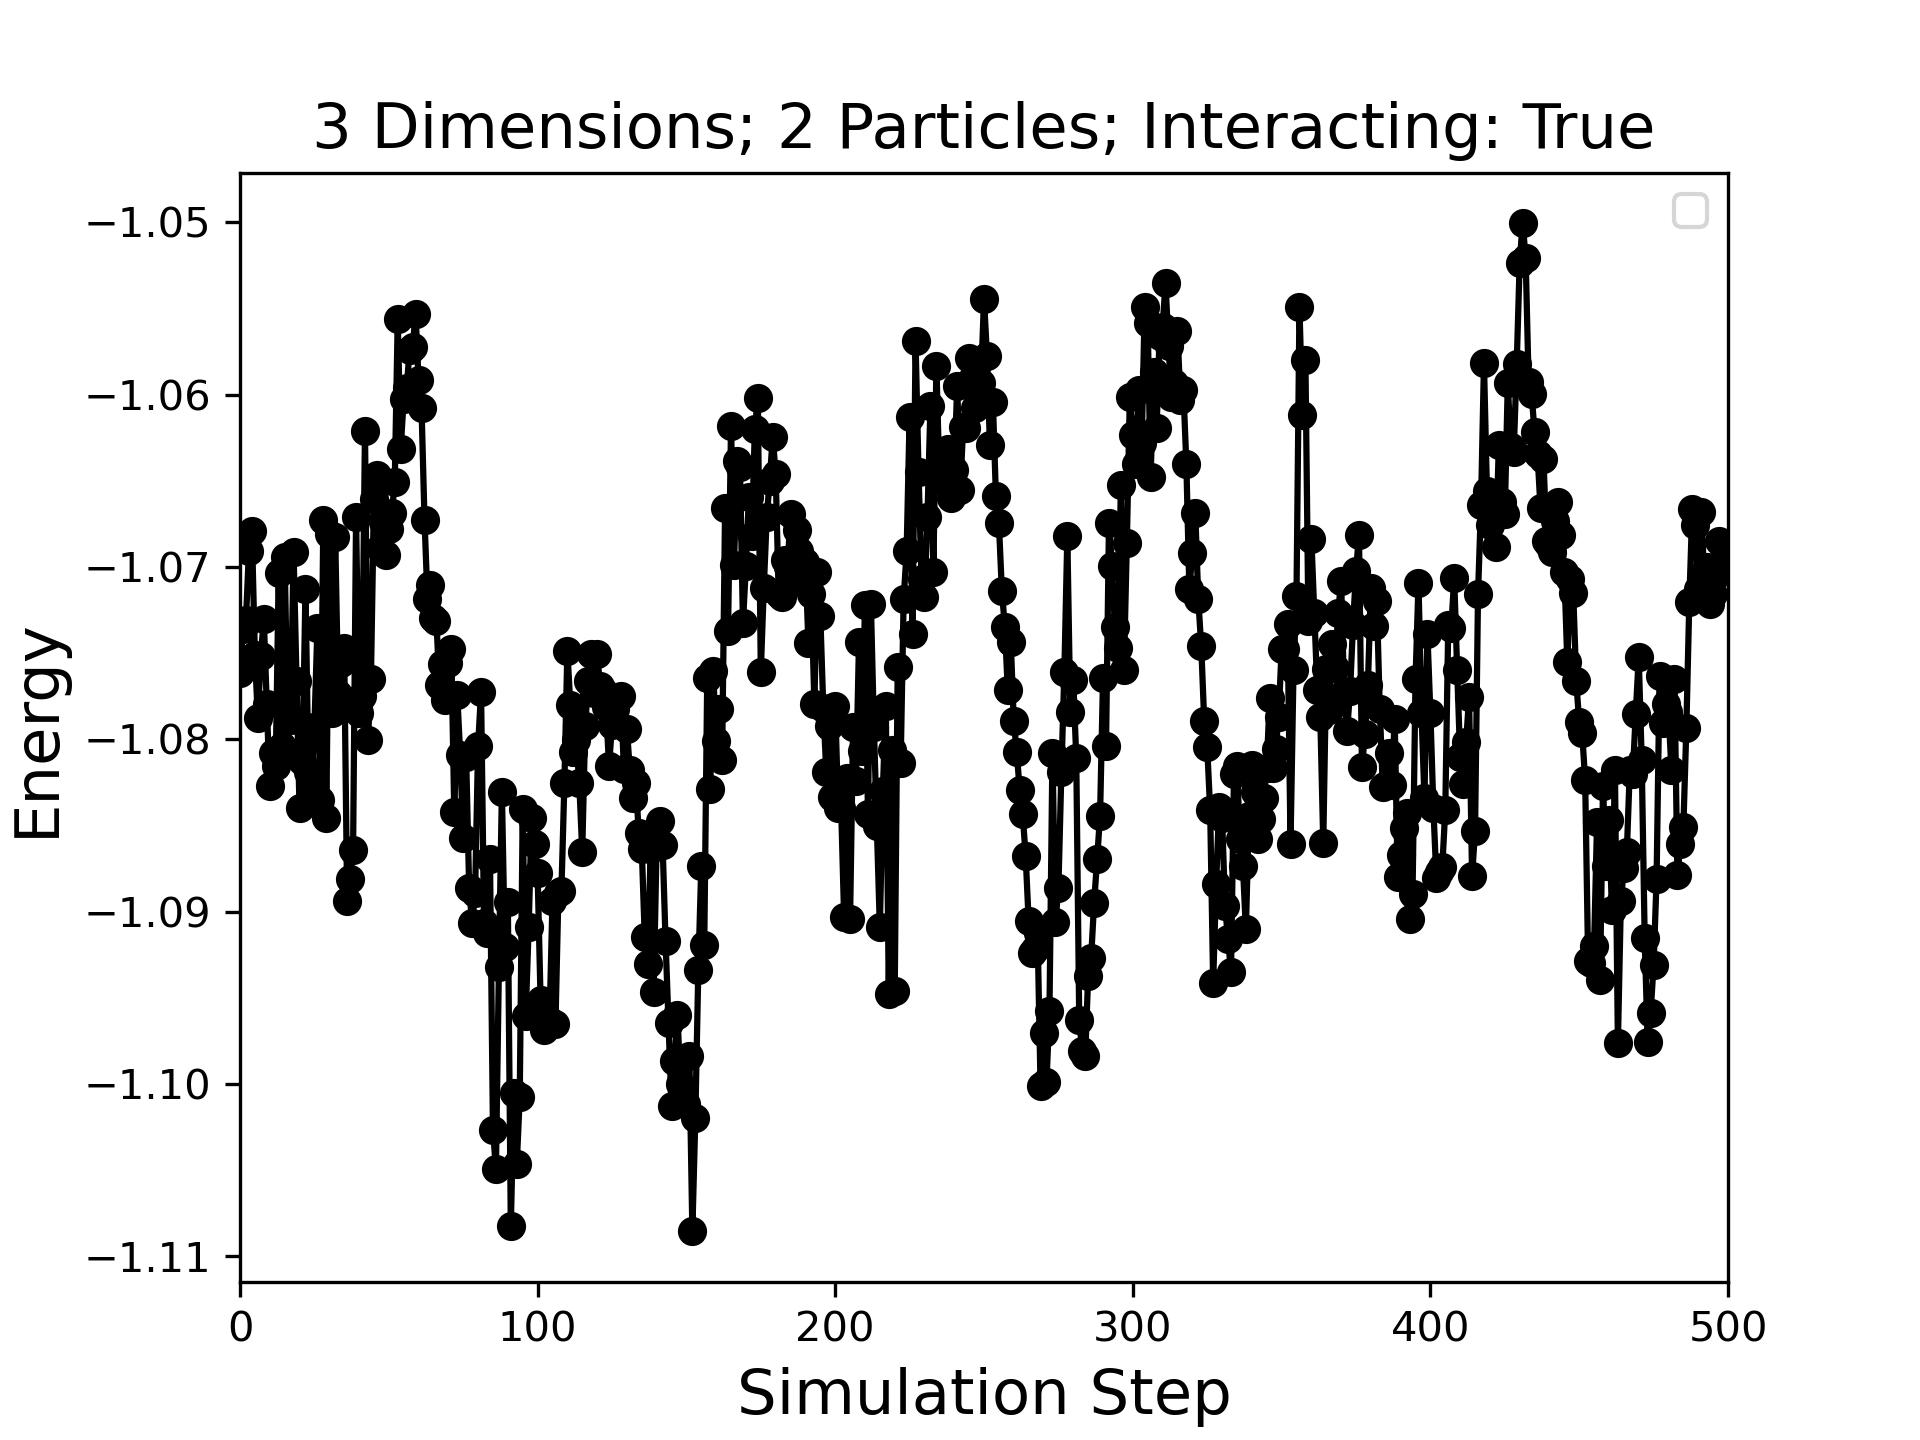 3 Dimensions; 2 Particles; Interacting: True
−1.05
−1.06
−1.07
−1.08
−1.09
−1.10
−1.11
Energy
0 100 200 300 400 500
Simulation Step